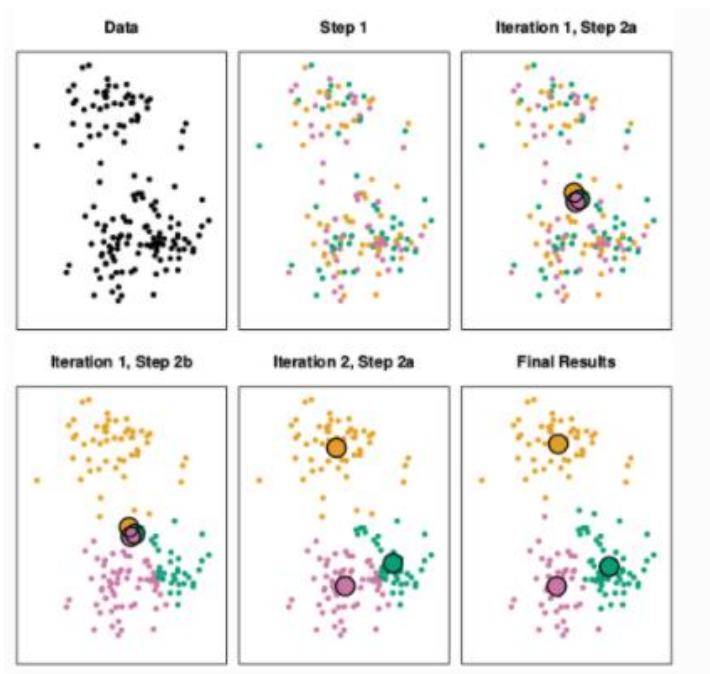 Data
Step 1
Iteration 1, Step 2a
Iteration 1, Step 2b
Iteration 2, Step 2a
Final Results